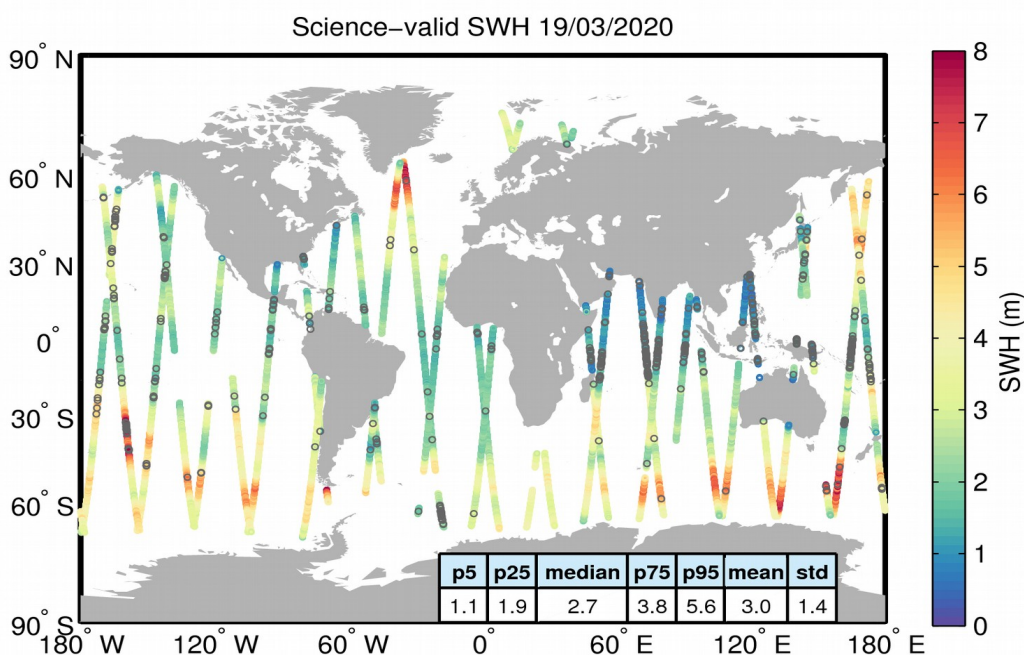 Science-valid SWH 19/03/2020
90° N
60° N
30° N
0°
30° S
60° S
90° S
180° W
120° W
60° W
0°
60° E
120° E
180° E
p5 p25 median p75 p95 mean std
1.1 1.9 2.7 3.8 5.6 3.0 1.4
8
7
6
5
4
3
2
1
0
SWH (m)